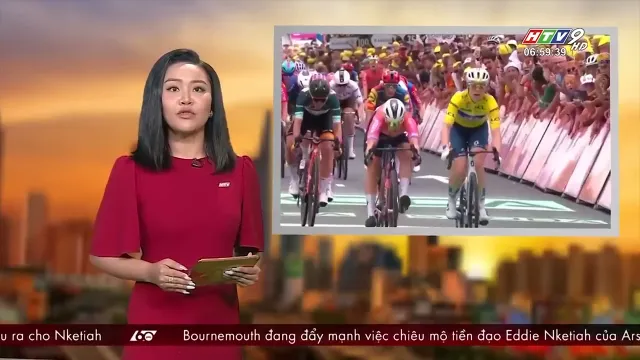 HTV9 HD
06:59:39
HTV
u ra cho Nketiah 60 Bournemouth đang đẩy mạnh việc chiêu mộ tiền đạo Eddie Nketiah của Ars